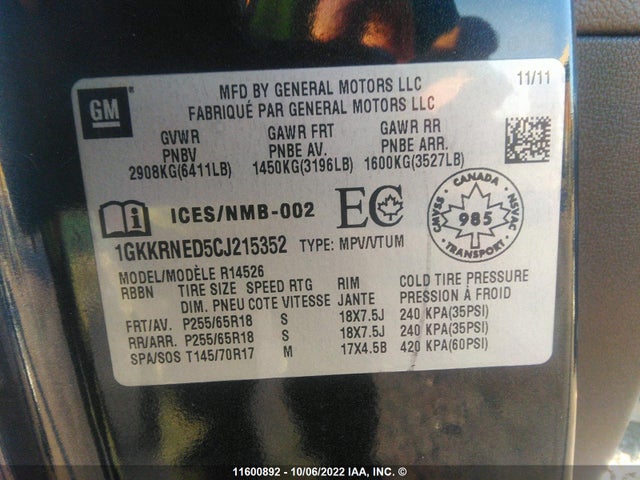 MFD BY GENERAL MOTORS LLC 11/11
FABRIQUÉ PAR GENERAL MOTORS LLC
GM
GVWR GAWR FRT GAWR RR
PNBV PNBE AV. PNBE ARR.
2908KG(6411LB) 1450KG(3196LB) 1600KG(3527LB)
ICES/NMB-002 EC
CANADA
CMVSS 985 NSVAC
TRANSPORT
1GKKRNED5CJ215352 TYPE: MPV/VTUM
MODEL/MODÈLE R14526
RBBN TIRE SIZE SPEED RTG RIM COLD TIRE PRESSURE
DIM. PNEU COTE VITESSE JANTE PRESSION À FROID
FRT/AV. P255/65R18 S 18X7.5J 240 KPA(35PSI)
RR/ARR. P255/65R18 S 18X7.5J 240 KPA(35PSI)
SPA/SOS T145/70R17 M 17X4.5B 420 KPA(60PSI)
11600892 - 10/06/2022 IAA, INC. ©